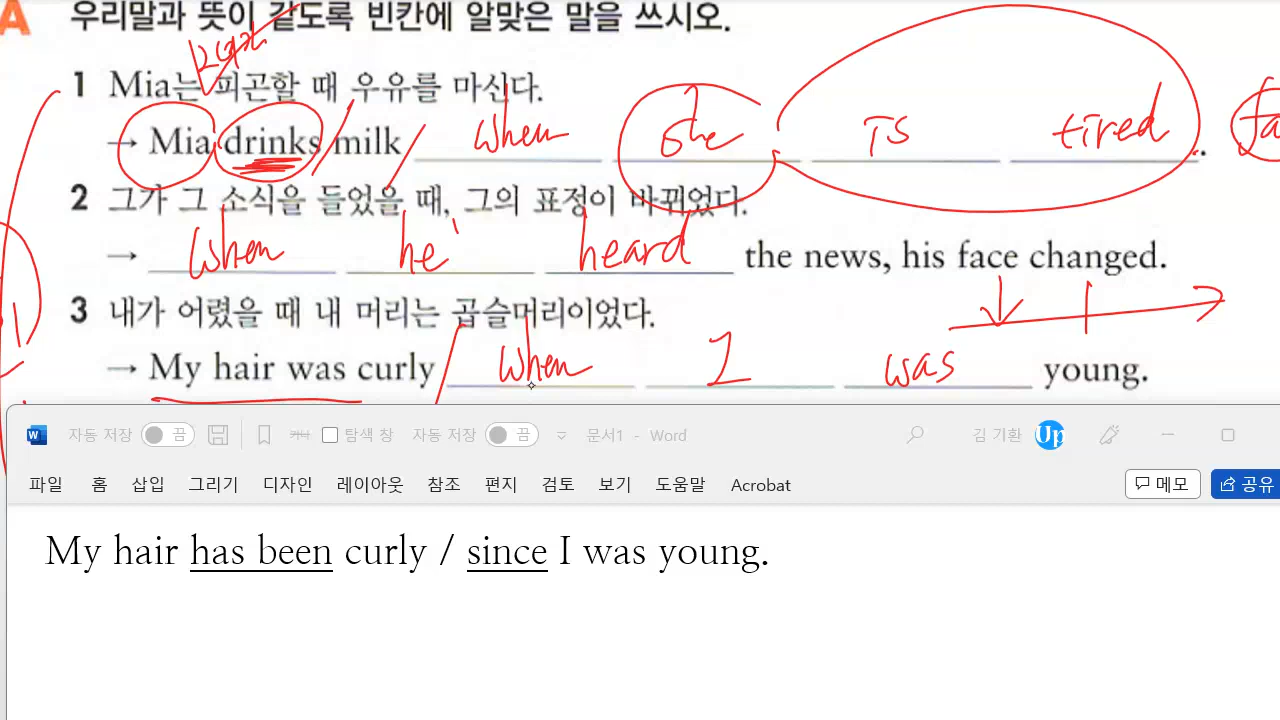 A 우리말과 뜻이 같도록 빈칸에 알맞은 말을 쓰시오.
1 Mia는 피곤할 때 우유를 마신다.
→ Mia drinks milk when she is tired.
2 그가 그 소식을 들었을 때, 그의 표정이 바뀌었다.
→ when he heard the news, his face changed.
3 내가 어렸을 때 내 머리는 곱슬머리이었다.
→ My hair was curly / when I was young.
자동 저장 끔 탐색 창 자동 저장 끔 문서1 - Word 김 기환 Up
파일 홈 삽입 그리기 디자인 레이아웃 참조 편지 검토 보기 도움말 Acrobat 메모 공유
My hair has been curly / since I was young.